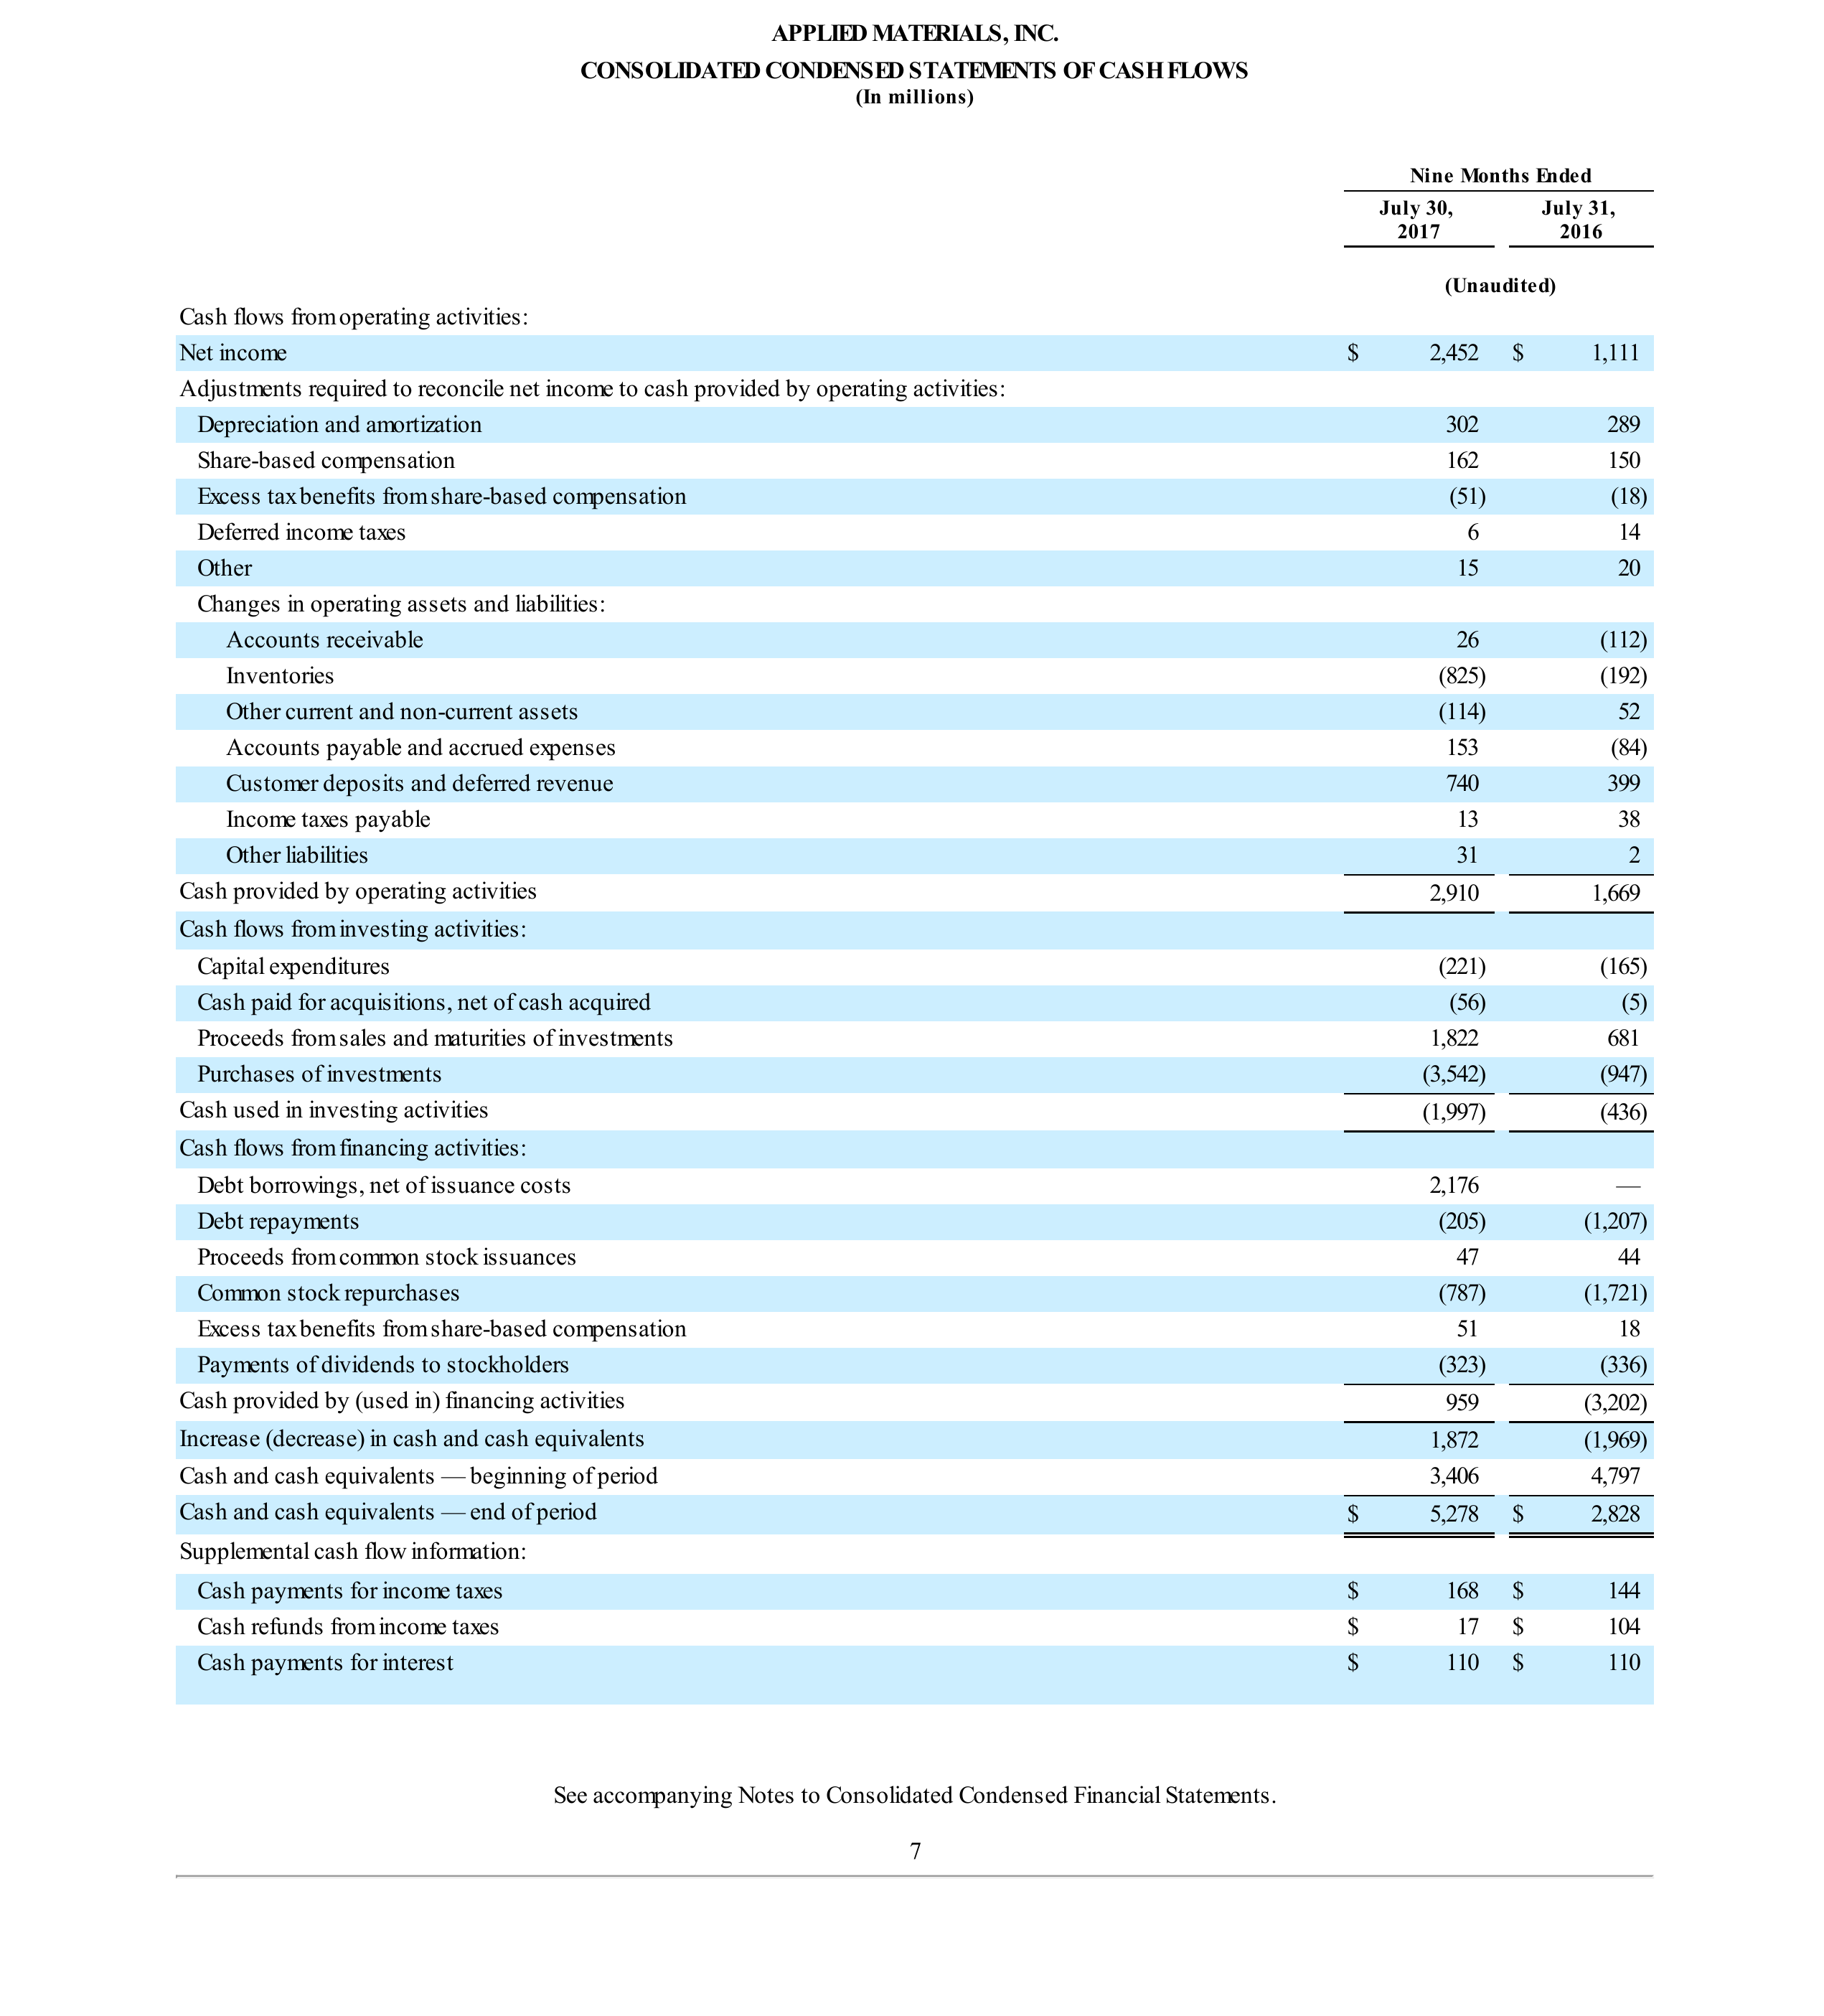 APPLIED MATERIALS, INC.
CONSOLIDATED CONDENSED STATEMENTS OF CASH FLOWS
(In millions)
Nine Months Ended
July 30, 2017 July 31, 2016
(Unaudited)
Cash flows from operating activities:
Net income $ 2,452 $ 1,111
Adjustments required to reconcile net income to cash provided by operating activities:
Depreciation and amortization 302 289
Share-based compensation 162 150
Excess tax benefits from share-based compensation (51) (18)
Deferred income taxes 6 14
Other 15 20
Changes in operating assets and liabilities:
Accounts receivable 26 (112)
Inventories (825) (192)
Other current and non-current assets (114) 52
Accounts payable and accrued expenses 153 (84)
Customer deposits and deferred revenue 740 399
Income taxes payable 13 38
Other liabilities 31 2
Cash provided by operating activities 2,910 1,669
Cash flows from investing activities:
Capital expenditures (221) (165)
Cash paid for acquisitions, net of cash acquired (56) (5)
Proceeds from sales and maturities of investments 1,822 681
Purchases of investments (3,542) (947)
Cash used in investing activities (1,997) (436)
Cash flows from financing activities:
Debt borrowings, net of issuance costs 2,176 —
Debt repayments (205) (1,207)
Proceeds from common stock issuances 47 44
Common stock repurchases (787) (1,721)
Excess tax benefits from share-based compensation 51 18
Payments of dividends to stockholders (323) (336)
Cash provided by (used in) financing activities 959 (3,202)
Increase (decrease) in cash and cash equivalents 1,872 (1,969)
Cash and cash equivalents — beginning of period 3,406 4,797
Cash and cash equivalents — end of period $ 5,278 $ 2,828
Supplemental cash flow information:
Cash payments for income taxes $ 168 $ 144
Cash refunds from income taxes $ 17 $ 104
Cash payments for interest $ 110 $ 110
See accompanying Notes to Consolidated Condensed Financial Statements.
7